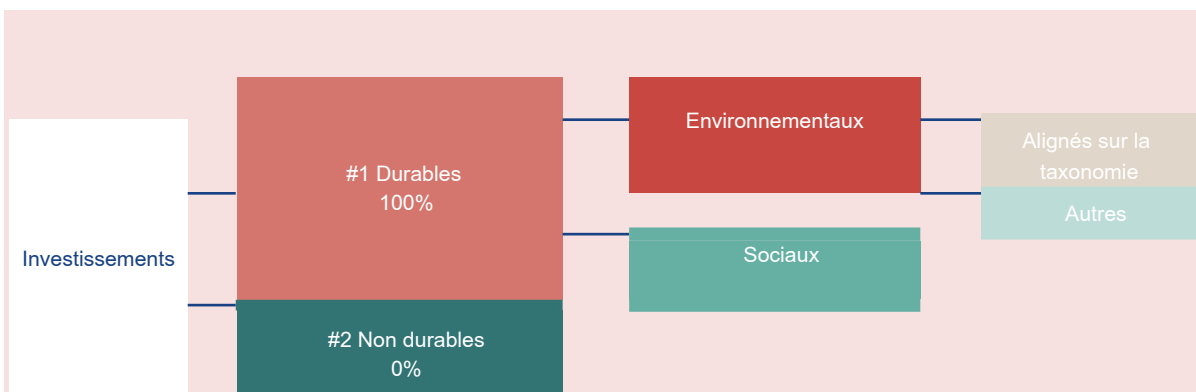 Investissements
#1 Durables
100%
#2 Non durables
0%
Environnementaux
Sociaux
Alignés sur la
taxonomie
Autres